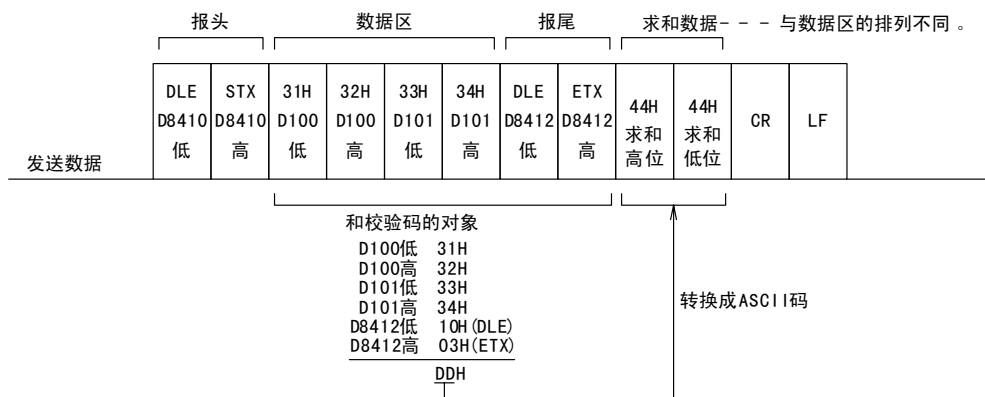 报头 数据区 报尾 求和数据- - - 与数据区的排列不同。
DLE STX 31H 32H 33H 34H DLE ETX 44H 44H CR LF
D8410 D8410 D100 D100 D101 D101 D8412 D8412 求和 求和
低 高 低 高 低 高 低 高 高位 低位
发送数据
和校验码的对象
D100低 31H
D100高 32H
D101低 33H
D101高 34H
D8412低 10H(DLE)
D8412高 03H(ETX)
DDH
转换成ASCII码